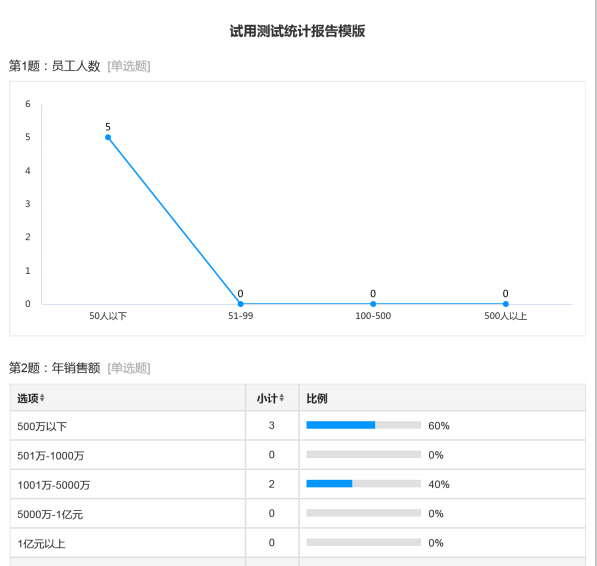 试用测试统计报告模版
第1题：员工人数 [单选题]
6
5
4
3
2
1
0
5
0
0
0
50人以下 51-99 100-500 500人以上
第2题：年销售额 [单选题]
选项 小计 比例
500万以下 3 60%
501万-1000万 0 0%
1001万-5000万 2 40%
5000万-1亿元 0 0%
1亿元以上 0 0%